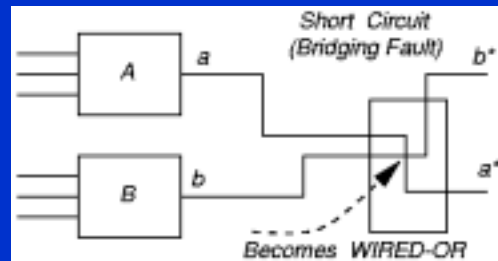 Short Circuit
(Bridging Fault)
A
a
b*
B
b
a*
Becomes WIRED-OR